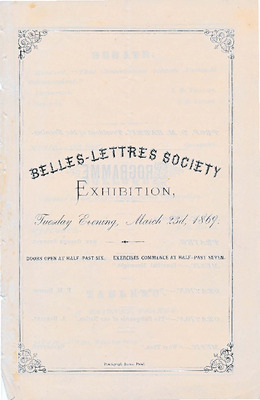 BELLES-LETTRES SOCIETY
EXHIBITION,
Tuesday Evening, March 23d, 1869.
DOORS OPEN AT HALF-PAST SIX. EXERCISES COMMENCE AT HALF-PAST SEVEN.